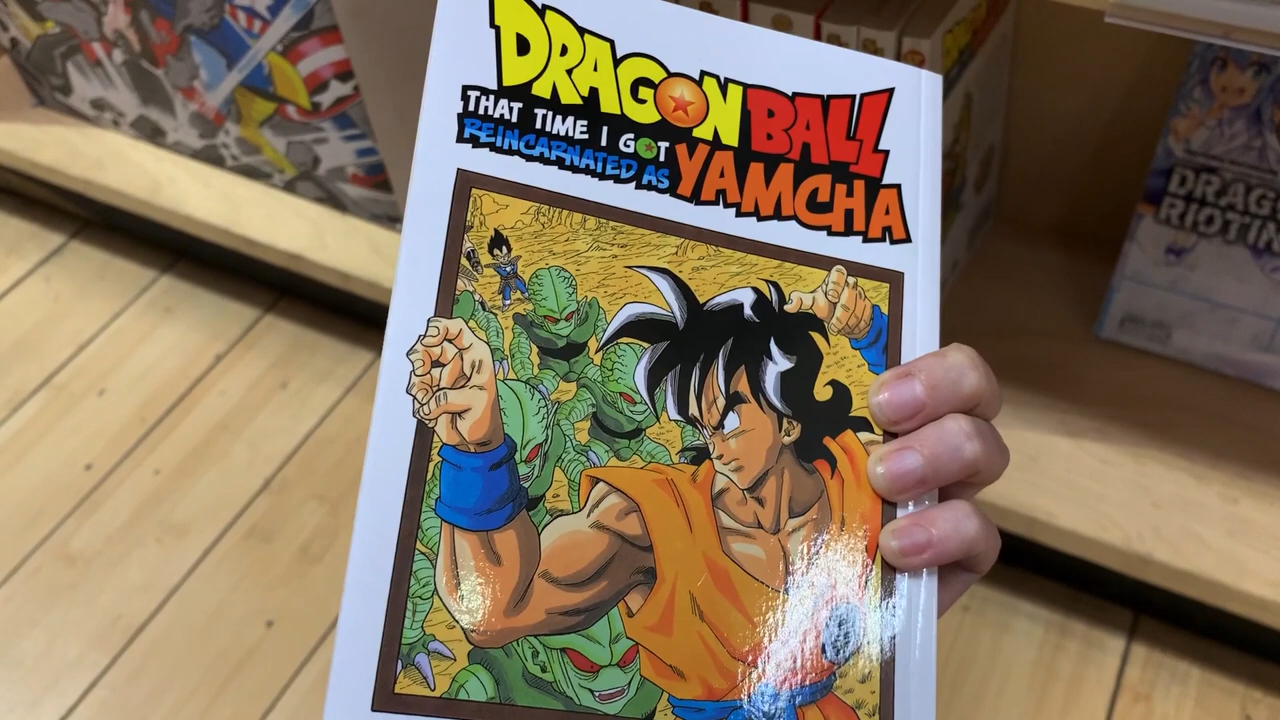 DRAGON BALL
THAT TIME I GOT
REINCARNATED AS YAMCHA
DRAG
RIOTIN